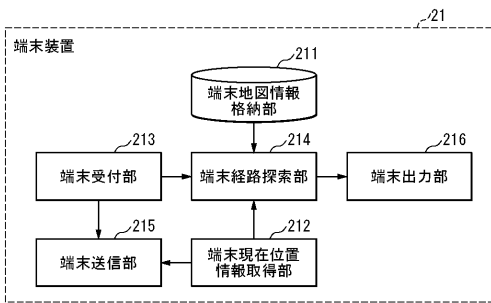 21
端末装置
211
端末地図情報
格納部
213
214
216
端末受付部
端末経路探索部
端末出力部
215
212
端末送信部
端末現在位置
情報取得部